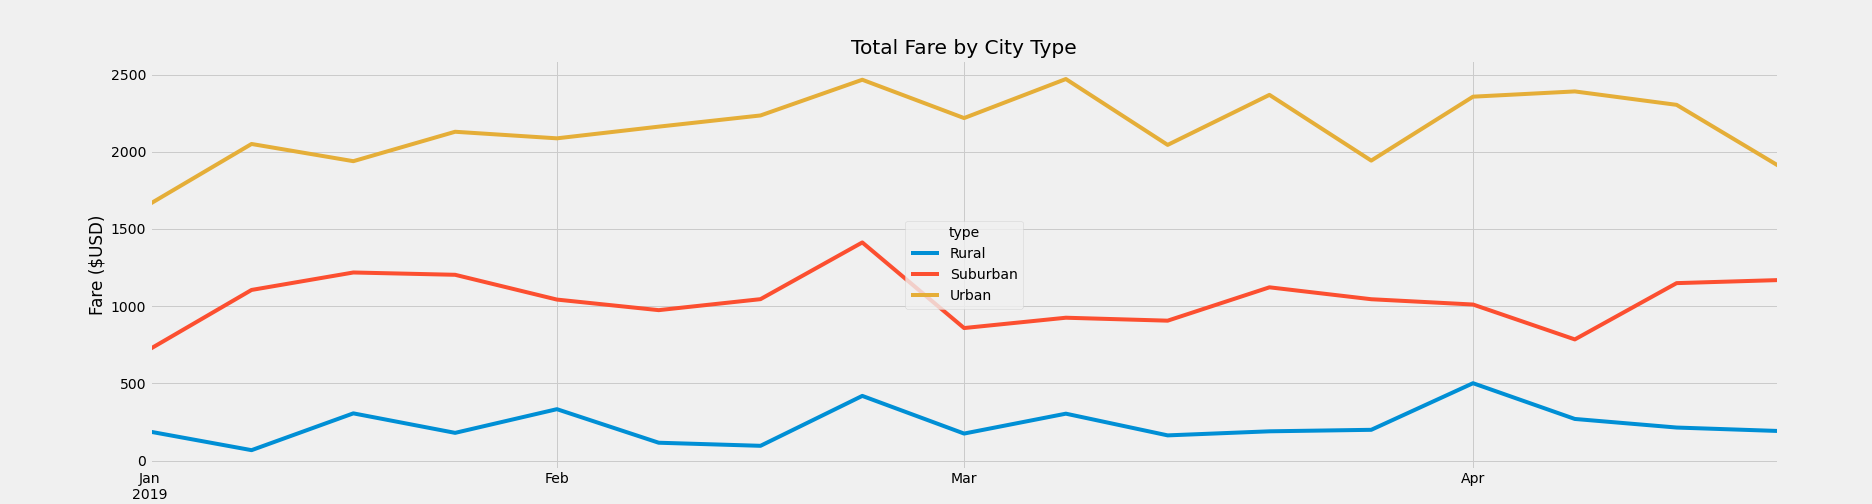 Total Fare by City Type
Fare ($USD)
2500
2000
1500
1000
500
0
type
Rural
Suburban
Urban
Jan
2019
Feb
Mar
Apr